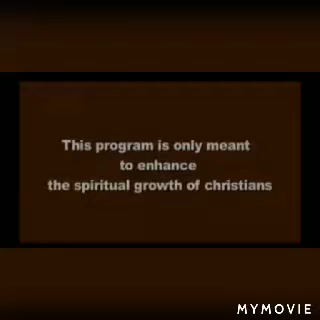 This program is only meant
to enhance
the spiritual growth of christians
MYMOVIE